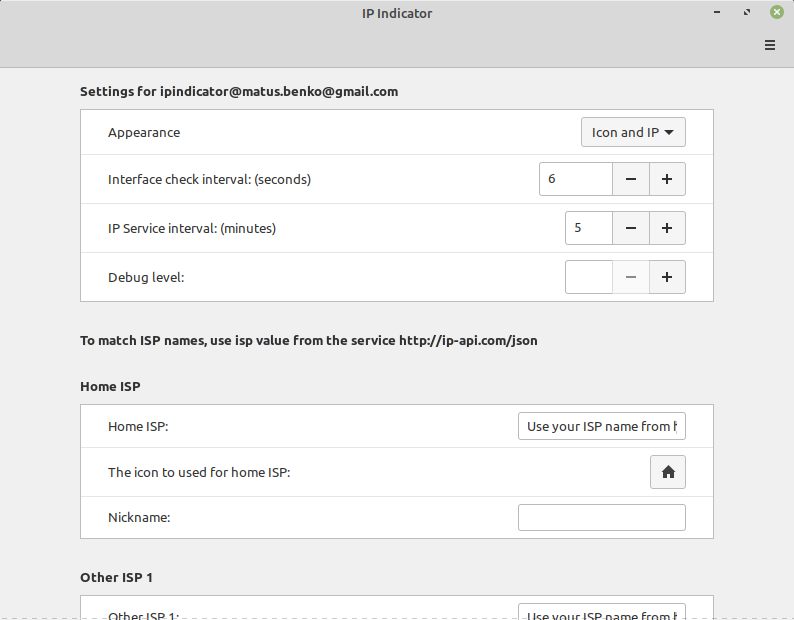 IP Indicator
Settings for ipindicator@matus.benko@gmail.com
Appearance Icon and IP
Interface check interval: (seconds) 6
IP Service interval: (minutes) 5
Debug level:
To match ISP names, use isp value from the service http://ip-api.com/json
Home ISP
Home ISP: Use your ISP name from
The icon to used for home ISP:
Nickname:
Other ISP 1
Other ISP 1: Use your ISP name from